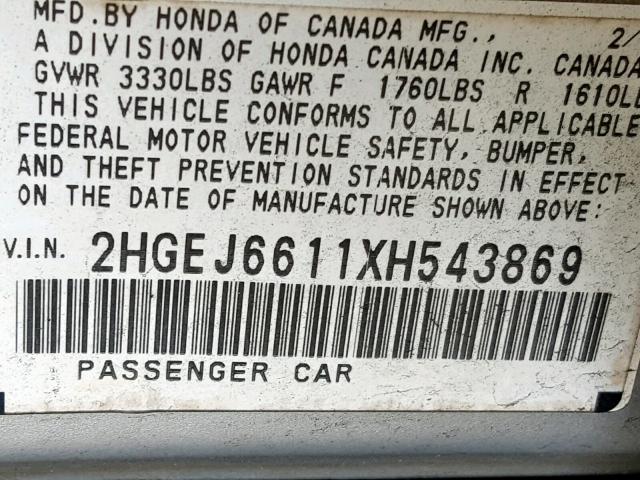 MFD.BY HONDA OF CANADA MFG., 2/
A DIVISION OF HONDA CANADA INC. CANADA
GVWR 3330LBS GAWR F 1760LBS R 1610LB
THIS VEHICLE CONFORMS TO ALL APPLICABLE
FEDERAL MOTOR VEHICLE SAFETY, BUMPER,
AND THEFT PREVENTION STANDARDS IN EFFECT
ON THE DATE OF MANUFACTURE SHOWN ABOVE:
V.I.N. 2HGEJ6611XH543869
PASSENGER CAR